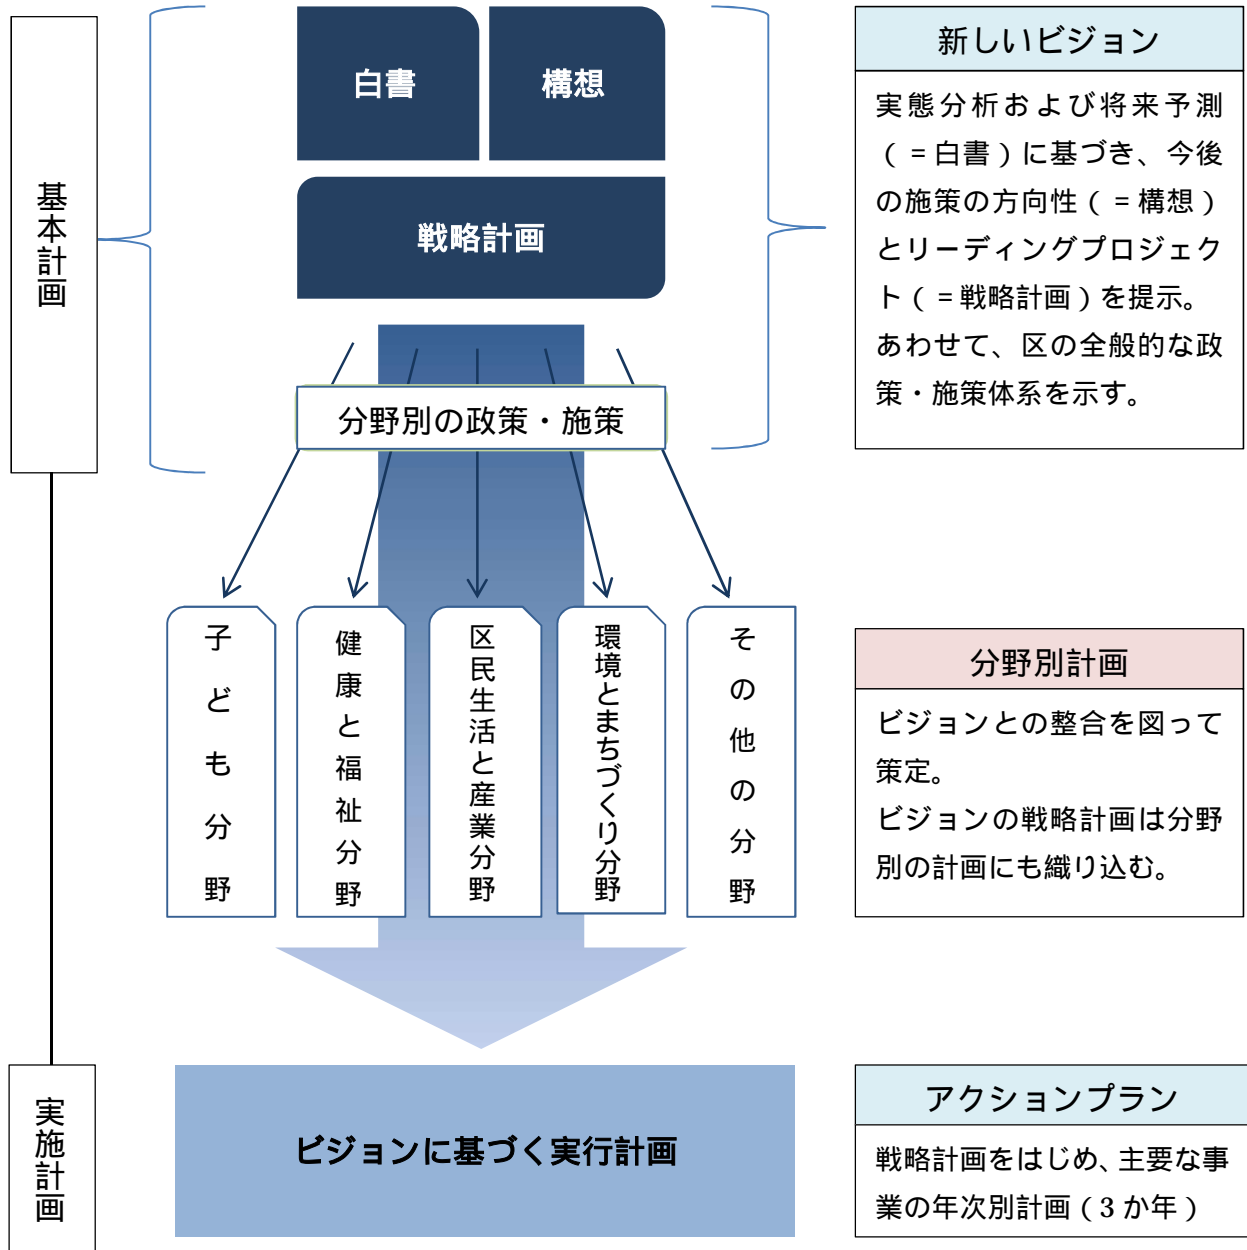 基本計画
白書
構想
戦略計画
分野別の政策・施策
新しいビジョン
実態分析および将来予測
(=白書)に基づき、今後
の施策の方向性(=構想)
とリーディングプロジェク
ト(=戦略計画)を提示。
あわせて、区の全般的な政
策・施策体系を示す。
子ども分野
健康と福祉分野
区民生活と産業分野
環境とまちづくり分野
その他の分野
分野別計画
ビジョンとの整合を図って
策定。
ビジョンの戦略計画は分野
別の計画にも織り込む。
実施計画
ビジョンに基づく実行計画
アクションプラン
戦略計画をはじめ、主要な事
業の年次別計画(3か年)